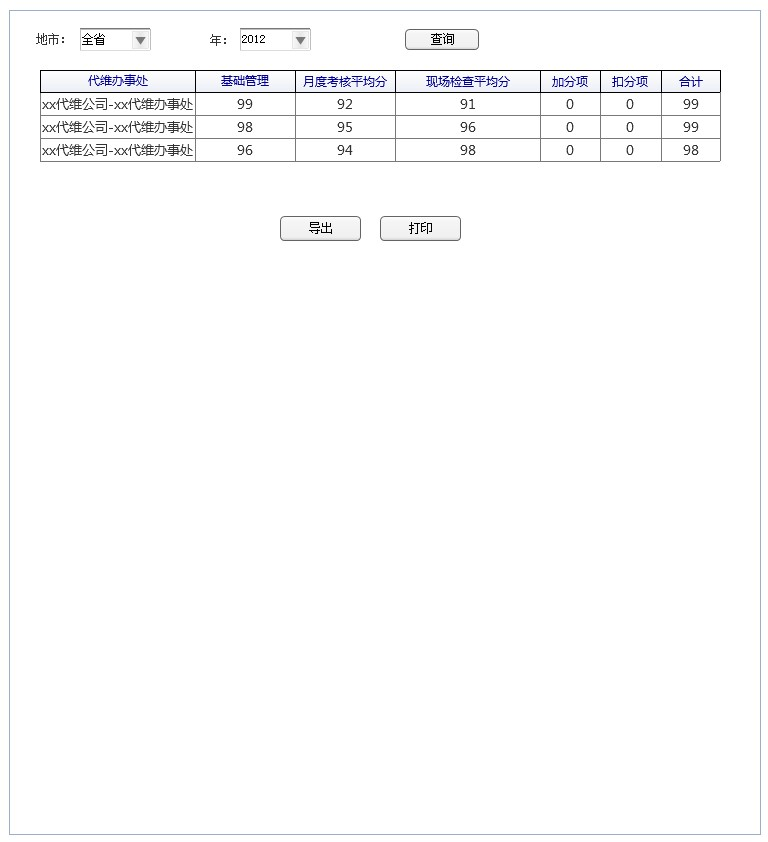 地市： 全省 年： 2012 查询
代维办事处 基础管理 月度考核平均分 现场检查平均分 加分项 扣分项 合计
xx代维公司-xx代维办事处 99 92 91 0 0 99
xx代维公司-xx代维办事处 98 95 96 0 0 99
xx代维公司-xx代维办事处 96 94 98 0 0 98
导出 打印